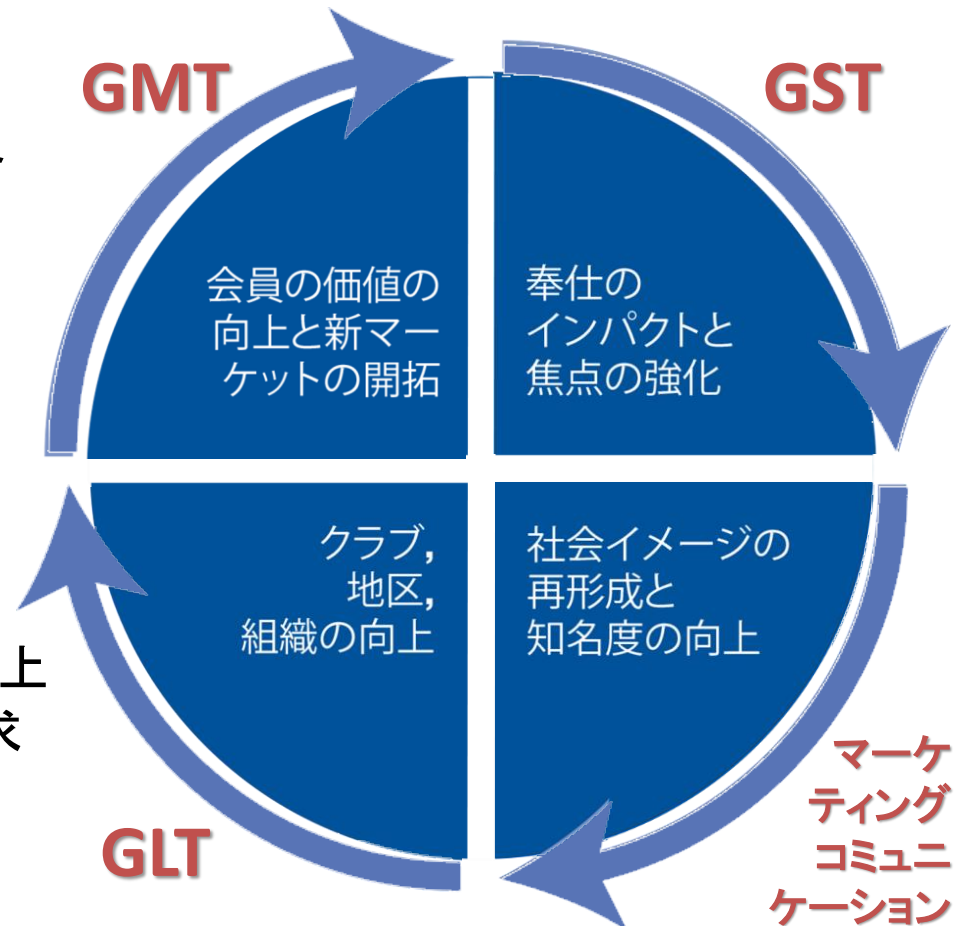 GMT
GST
会員の価値の
向上と新マー
ケットの開拓
奉仕の
インパクトと
焦点の強化
クラブ,
地区,
組織の向上
社会イメージの
再形成と
知名度の向上
上
求
GLT
マーケ
ティング
コミュニ
ケーション